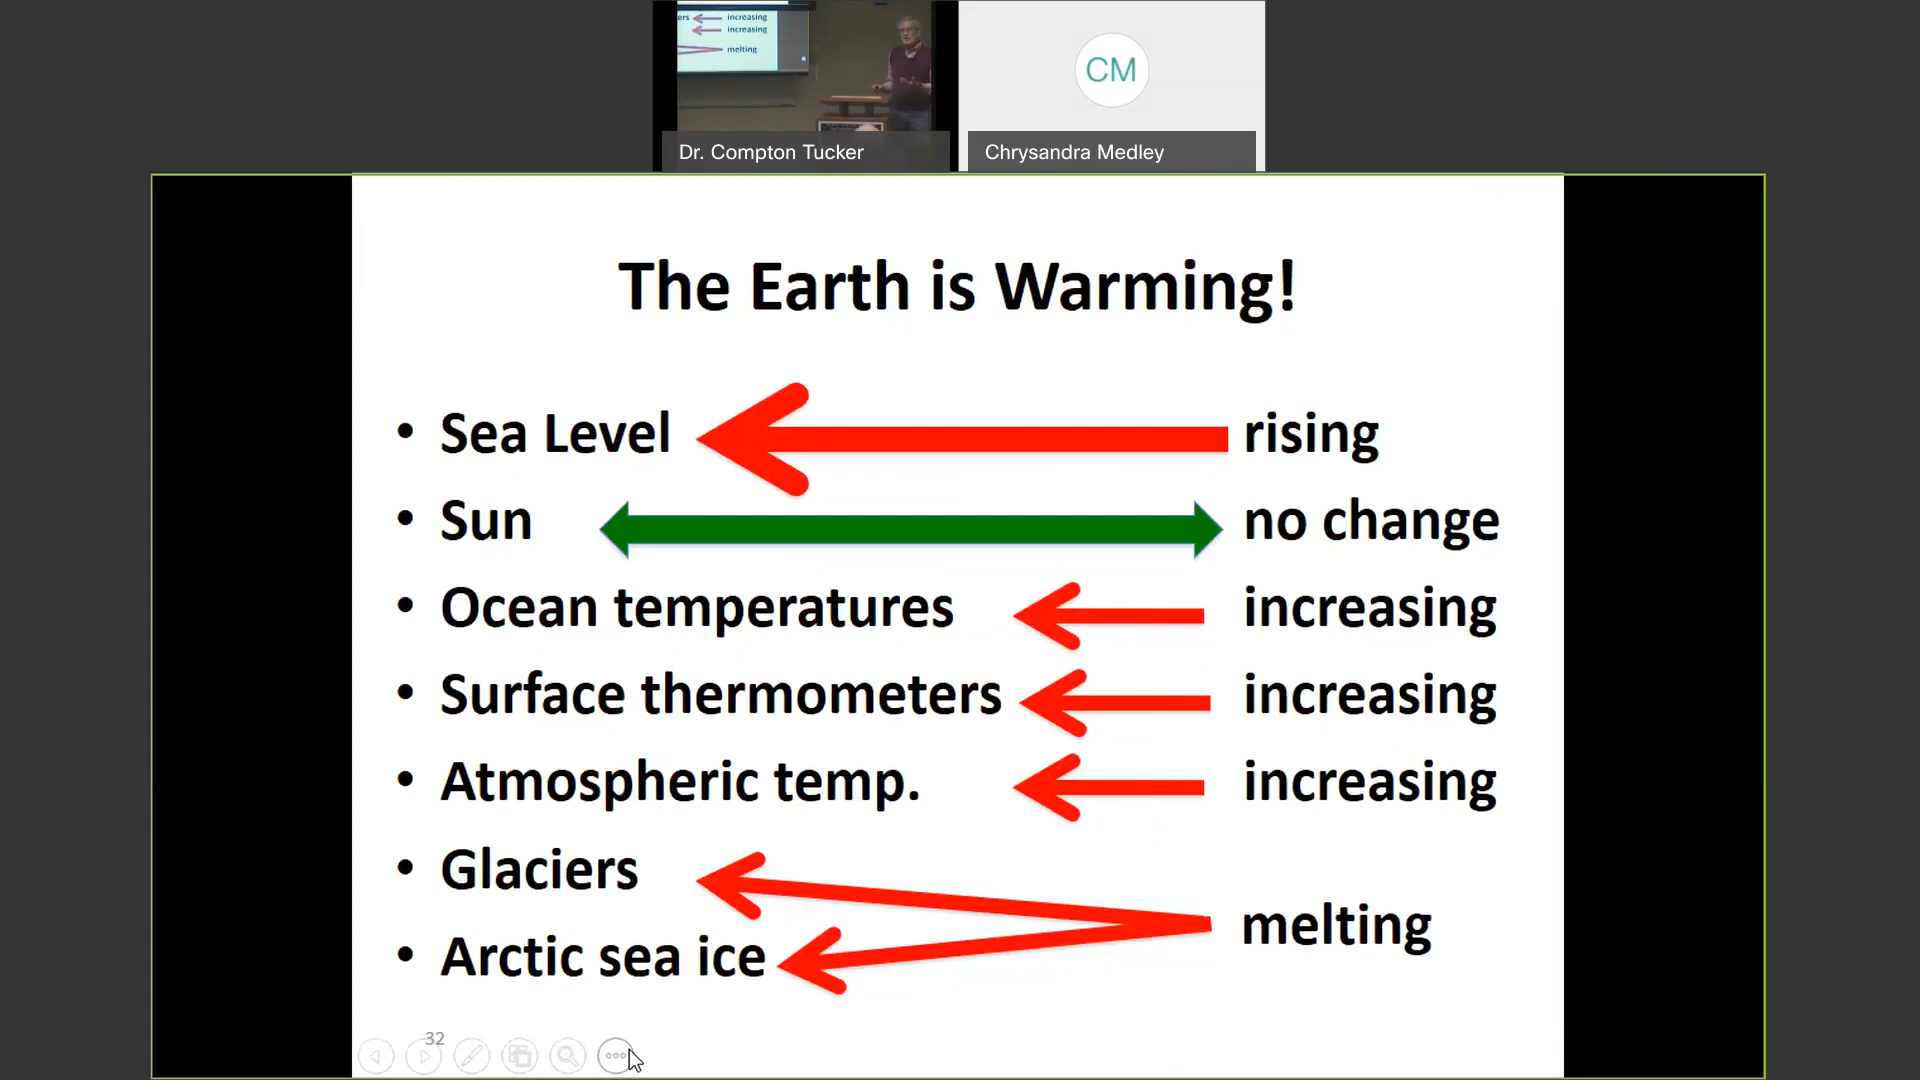 ers increasing
increasing
melting
CM
Dr. Compton Tucker
Chrysandra Medley
The Earth is Warming!
• Sea Level rising
• Sun no change
• Ocean temperatures increasing
• Surface thermometers increasing
• Atmospheric temp. increasing
• Glaciers
melting
• Arctic sea ice
32